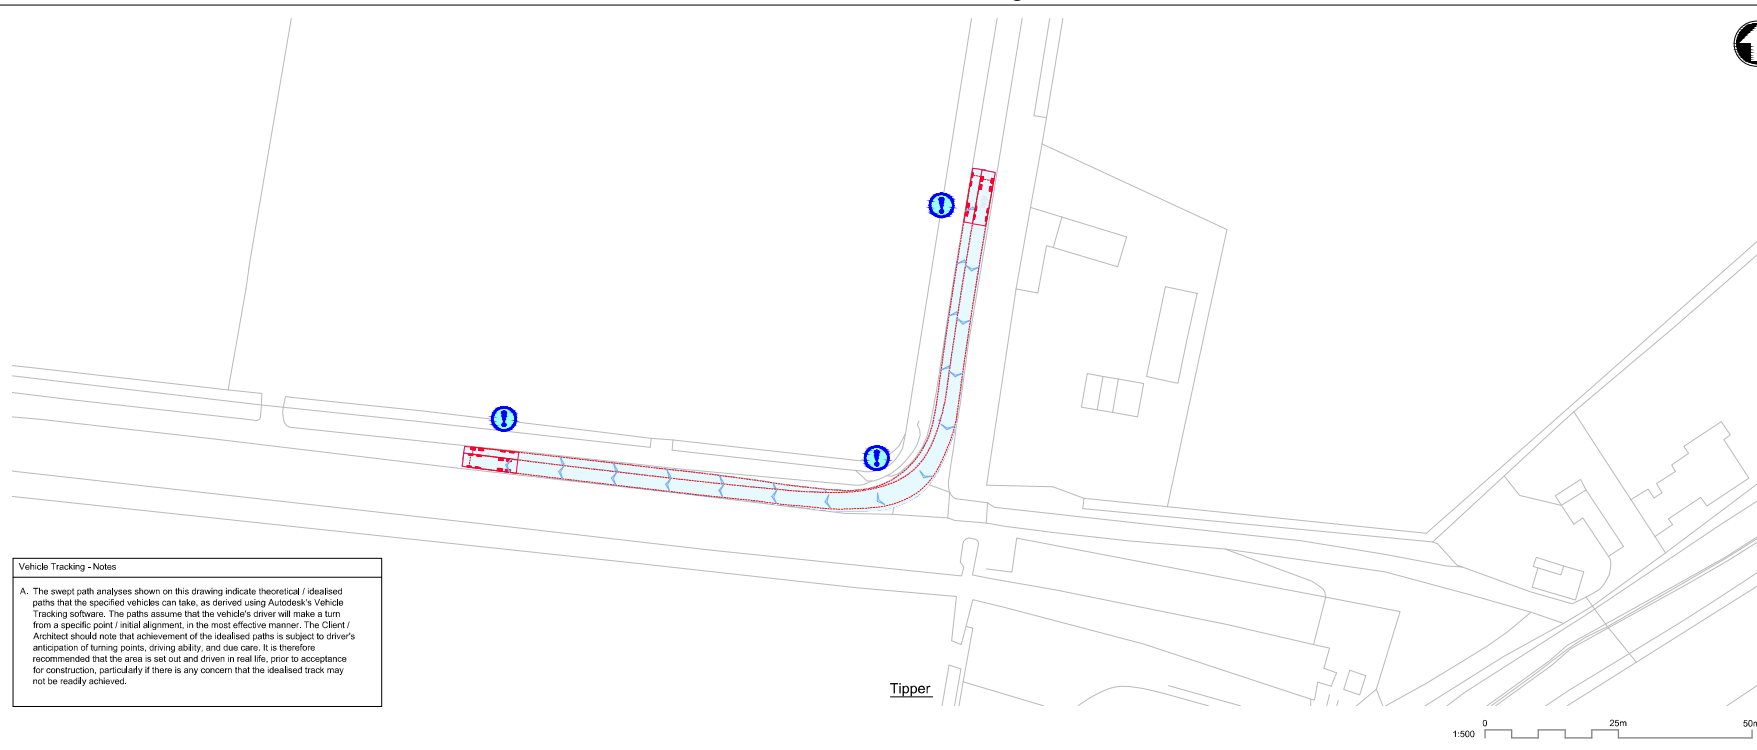 Vehicle Tracking - Notes
A. The swept path analyses shown on this drawing indicate theoretical / idealised
paths that the specified vehicles can take, as derived using Autodesk's Vehicle
Tracking software. The paths assume that the vehicle's driver will make a turn
from a specific point / initial alignment, in the most effective manner. The Client /
Architect should note that achievement of the idealised paths is subject to driver's
anticipation of turning points, driving ability, and due care. It is therefore
recommended that the area is set out and driven in real life, prior to acceptance
for construction, particularly if there is any concern that the idealised track may
not be readily achieved.
Tipper
1:500
0 25m 50m